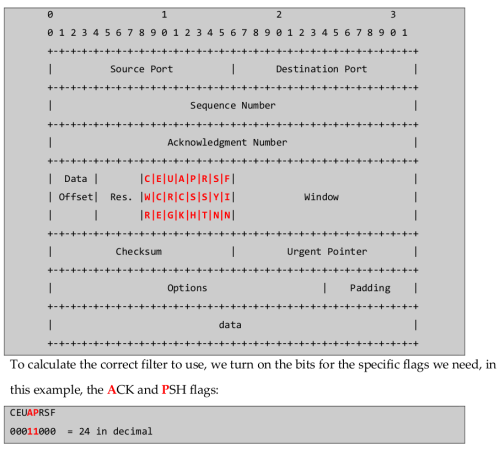 0 1 2 3
0 1 2 3 4 5 6 7 8 9 0 1 2 3 4 5 6 7 8 9 0 1 2 3 4 5 6 7 8 9 0 1
+-+-+-+-+-+-+-+-+-+-+-+-+-+-+-+-+-+-+-+-+-+-+-+-+-+-+-+-+-+-+-+-+
| Source Port | Destination Port |
+-+-+-+-+-+-+-+-+-+-+-+-+-+-+-+-+-+-+-+-+-+-+-+-+-+-+-+-+-+-+-+-+
| Sequence Number |
+-+-+-+-+-+-+-+-+-+-+-+-+-+-+-+-+-+-+-+-+-+-+-+-+-+-+-+-+-+-+-+-+
| Acknowledgment Number |
+-+-+-+-+-+-+-+-+-+-+-+-+-+-+-+-+-+-+-+-+-+-+-+-+-+-+-+-+-+-+-+-+
| Data | |C|E|U|A|P|R|S|F| |
| Offset| Res. |W|C|R|C|S|S|Y|I| Window |
| | |R|E|G|K|H|T|N|N| |
+-+-+-+-+-+-+-+-+-+-+-+-+-+-+-+-+-+-+-+-+-+-+-+-+-+-+-+-+-+-+-+-+
| Checksum | Urgent Pointer |
+-+-+-+-+-+-+-+-+-+-+-+-+-+-+-+-+-+-+-+-+-+-+-+-+-+-+-+-+-+-+-+-+
| Options | Padding |
+-+-+-+-+-+-+-+-+-+-+-+-+-+-+-+-+-+-+-+-+-+-+-+-+-+-+-+-+-+-+-+-+
| data |
+-+-+-+-+-+-+-+-+-+-+-+-+-+-+-+-+-+-+-+-+-+-+-+-+-+-+-+-+-+-+-+-+
To calculate the correct filter to use, we turn on the bits for the specific flags we need, in
this example, the ACK and PSH flags:
CEUAPRSF
00011000 = 24 in decimal